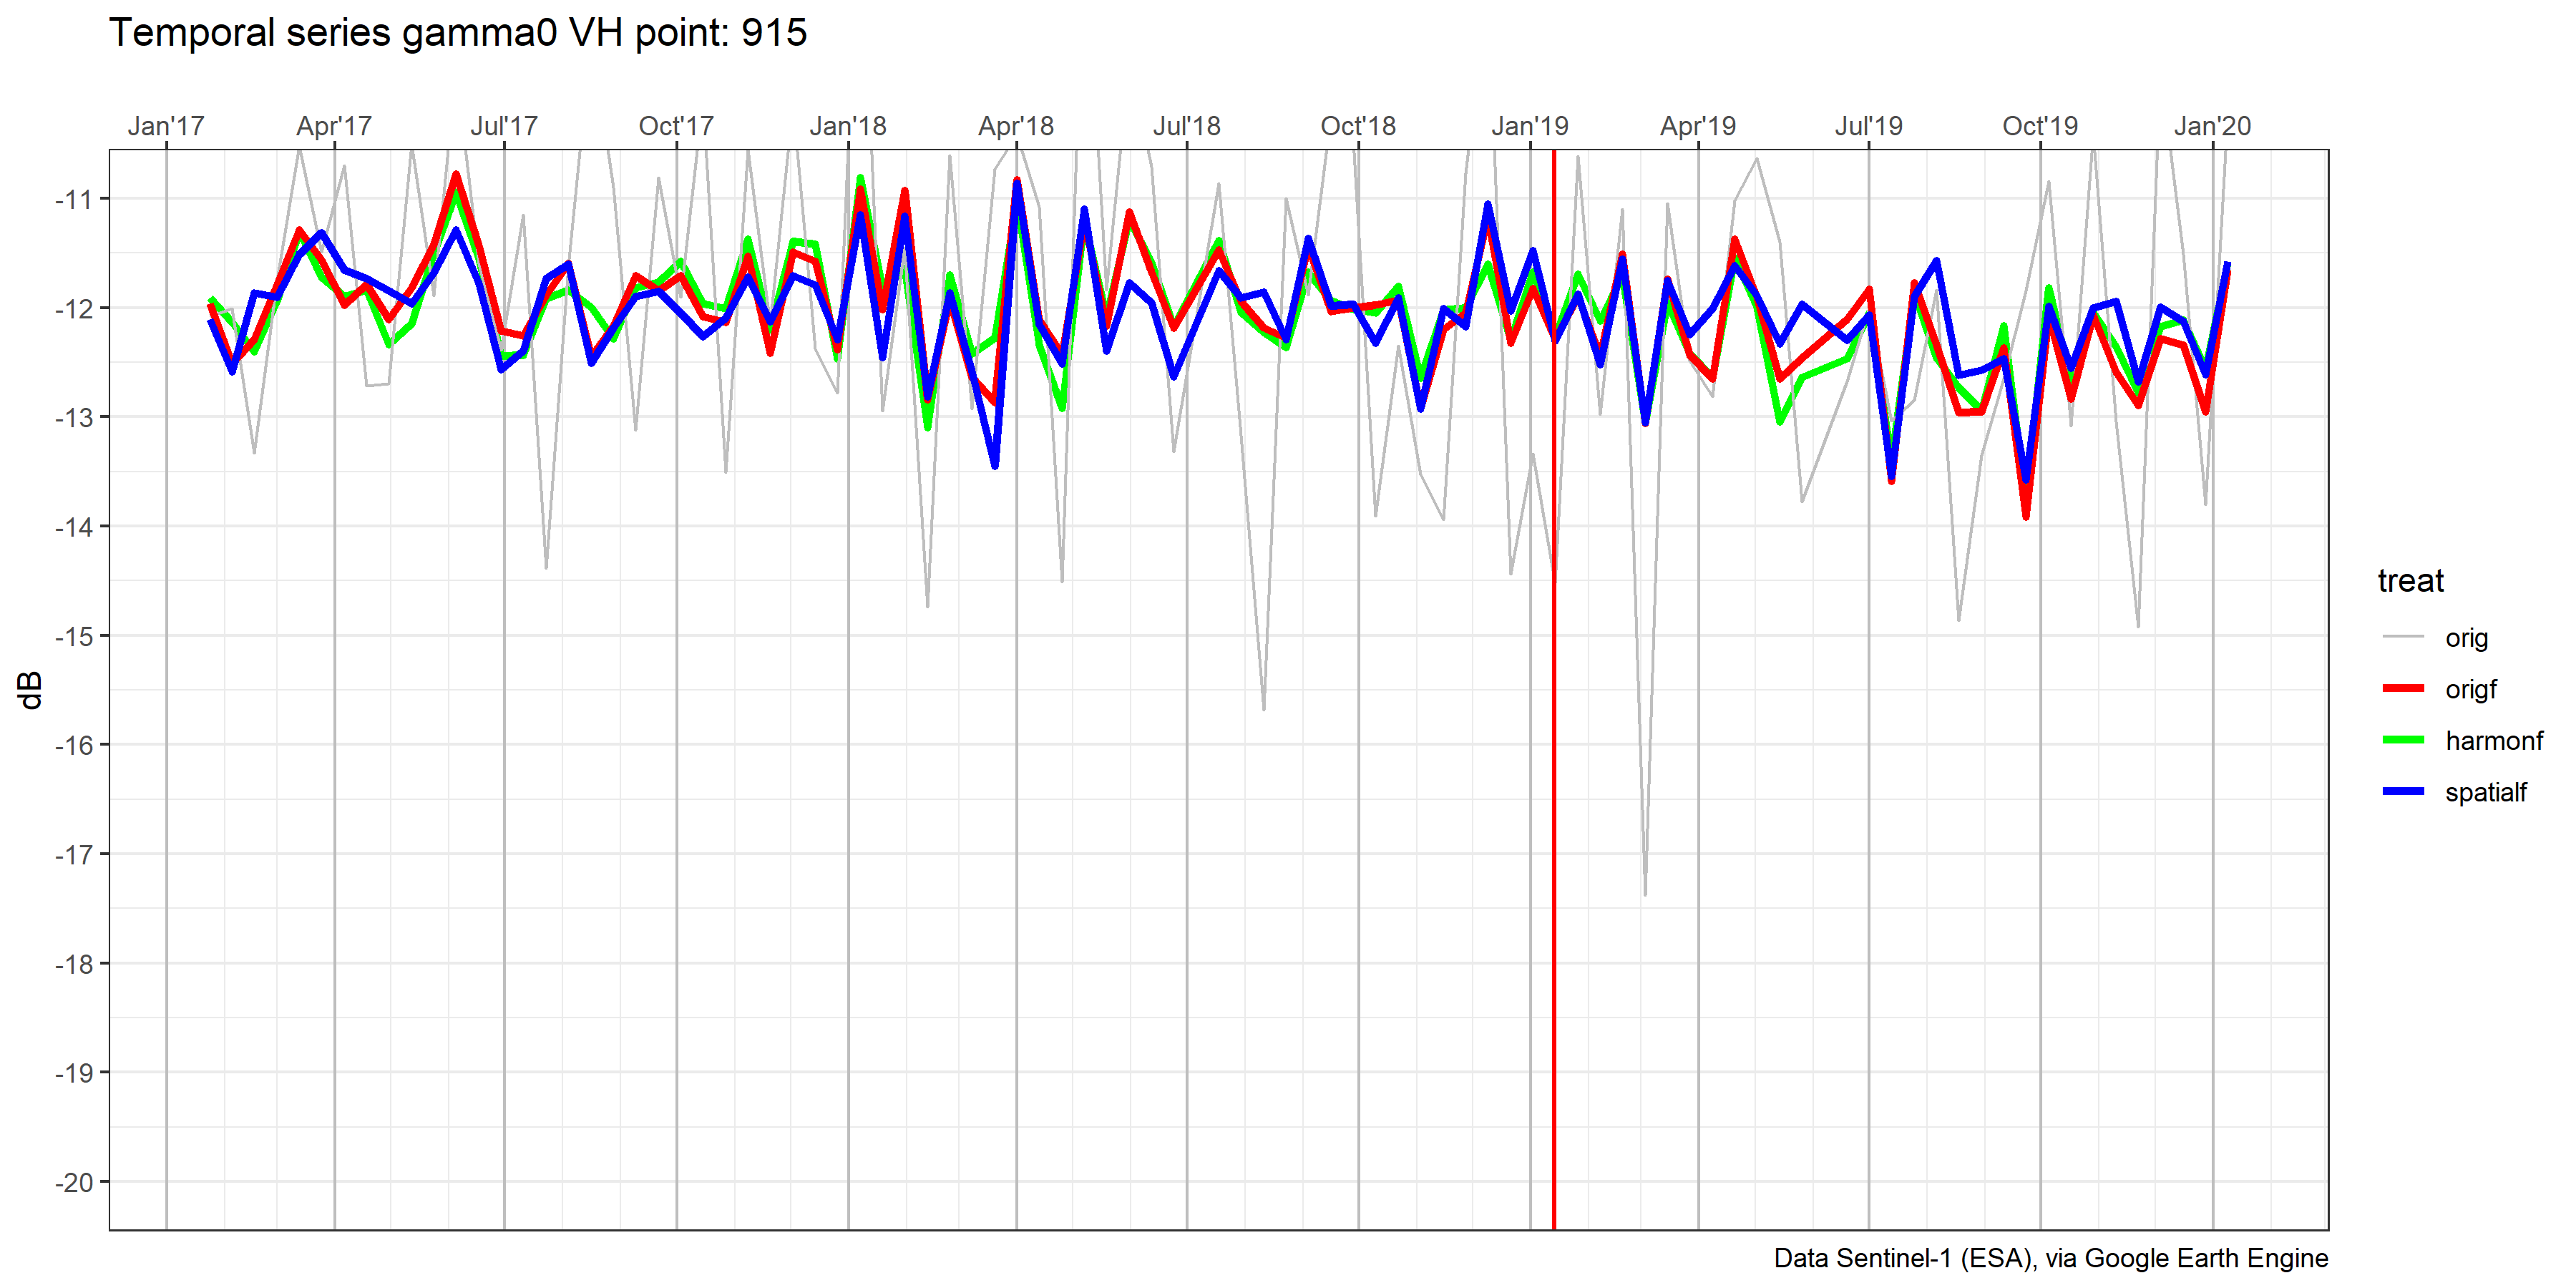 Temporal series gamma0 VH point: 915
Jan'17 Apr'17 Jul'17 Oct'17 Jan'18 Apr'18 Jul'18 Oct'18 Jan'19 Apr'19 Jul'19 Oct'19 Jan'20
-11
-12
-13
-14
-15
-16
-17
-18
-19
-20
dB
treat
orig
origf
harmonf
spatialf
Data Sentinel-1 (ESA), via Google Earth Engine